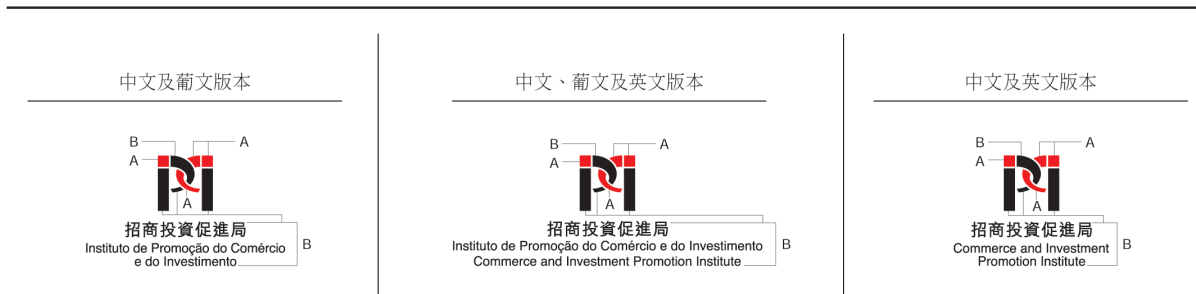 中文及葡文版本
B
A
A
A
招商投資促進局
Instituto de Promoção do Comércio
e do Investimento
B
中文、葡文及英文版本
B
A
A
A
招商投資促進局
Instituto de Promoção do Comércio e do Investimento
Commerce and Investment Promotion Institute
B
中文及英文版本
B
A
A
A
招商投資促進局
Commerce and Investment
Promotion Institute
B